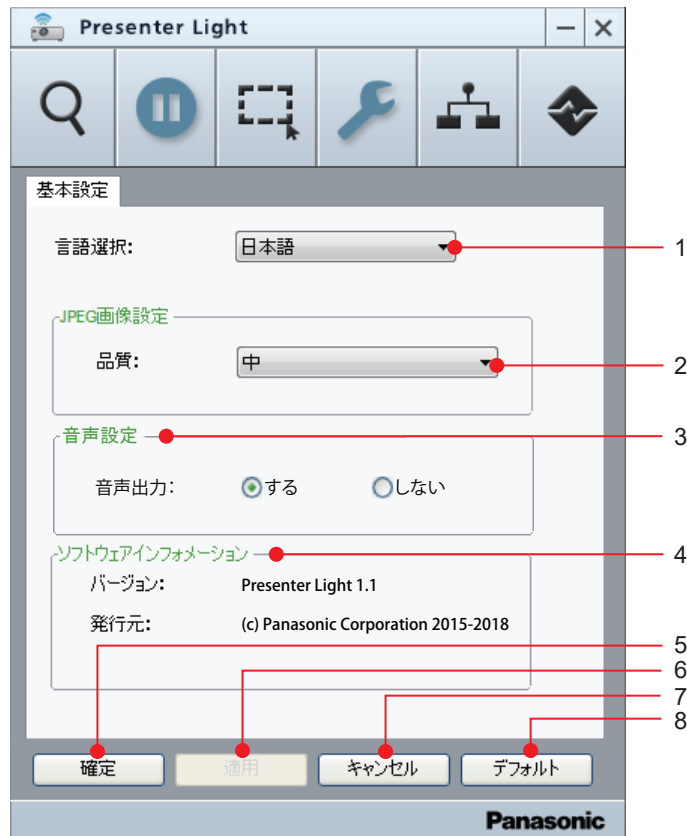 Presenter Light
基本設定
言語選択: 日本語 1
JPEG画像設定
品質: 中 2
音声設定 3
音声出力: する しない
ソフトウェアインフォメーション 4
バージョン: Presenter Light 1.1
発行元: (c) Panasonic Corporation 2015-2018
5
6
7
8
確定 適用 キャンセル デフォルト
Panasonic